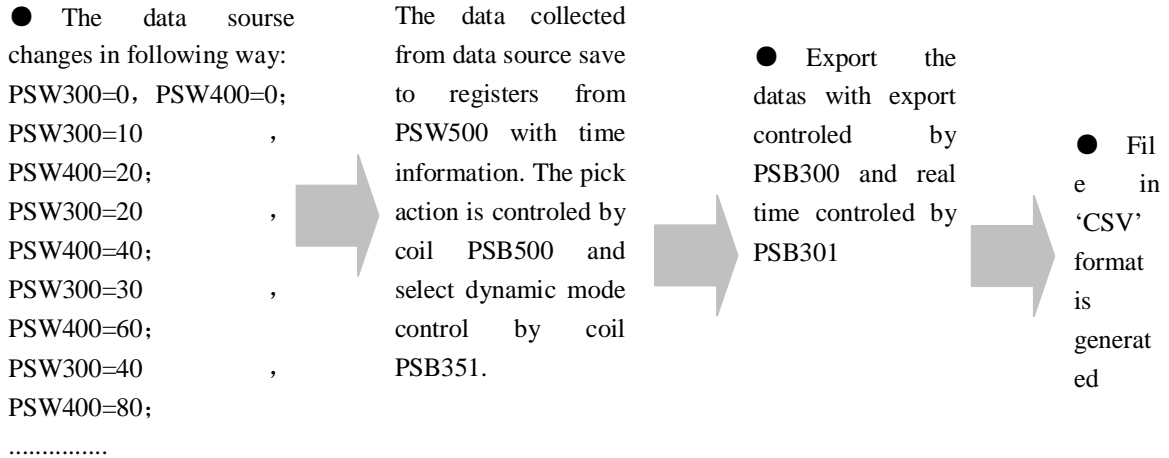 ● The data sourse
changes in following way:
PSW300=0，PSW400=0；
PSW300=10 ，
PSW400=20；
PSW300=20 ，
PSW400=40；
PSW300=30 ，
PSW400=60；
PSW300=40 ，
PSW400=80；
...............
The data collected
from data source save
to registers from
PSW500 with time
information. The pick
action is controled by
coil PSB500 and
select dynamic mode
control by coil
PSB351.
● Export the
datas with export
controled by
PSB300 and real
time controled by
PSB301
● Fil
e in
‘CSV’
format
is
generat
ed